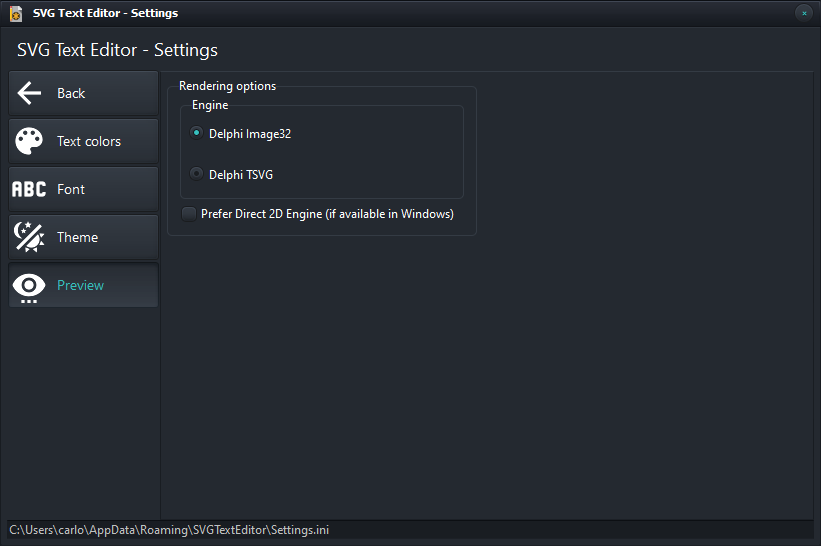 SVG Text Editor - Settings
SVG Text Editor - Settings
Back
Text colors
ABC Font
Theme
Preview
Rendering options
Engine
Delphi Image32
Delphi TSVG
Prefer Direct 2D Engine (if available in Windows)
C:\Users\carlo\AppData\Roaming\SVGTextEditor\Settings.ini